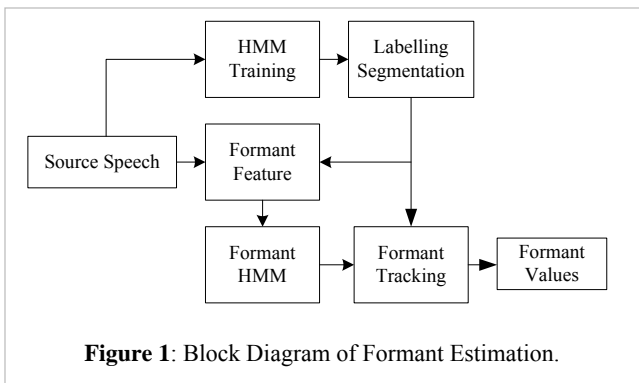 HMM
Training
Labelling
Segmentation
Source Speech
Formant
Feature
Formant
HMM
Formant
Tracking
Formant
Values
Figure 1: Block Diagram of Formant Estimation.